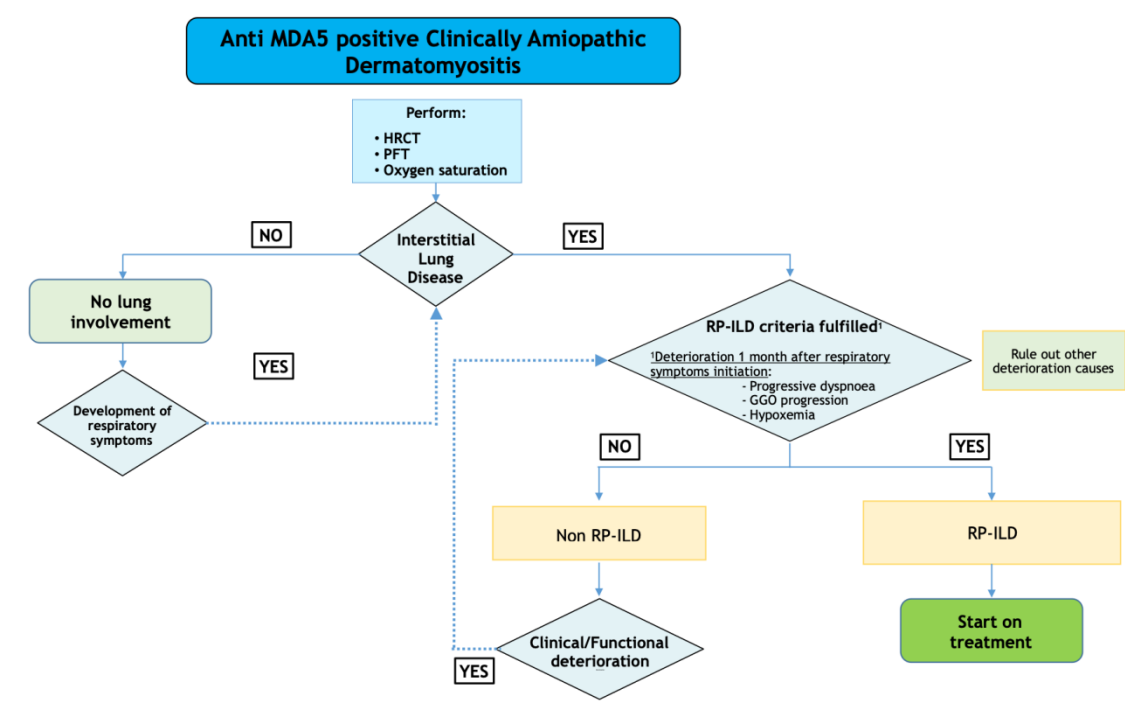 Anti MDA5 positive Clinically Amiopathic
Dermatomyositis
Perform:
• HRCT
• PFT
• Oxygen saturation
NO
YES
Interstitial
Lung
Disease
No lung
involvement
YES
Development of
respiratory
symptoms
RP-ILD criteria fulfilled¹
¹Deterioration 1 month after respiratory
symptoms initiation:
- Progressive dyspnoea
- GGO progression
- Hypoxemia
Rule out other
deterioration causes
NO
YES
Non RP-ILD
RP-ILD
Start on
treatment
Clinical/Functional
deterioration
YES